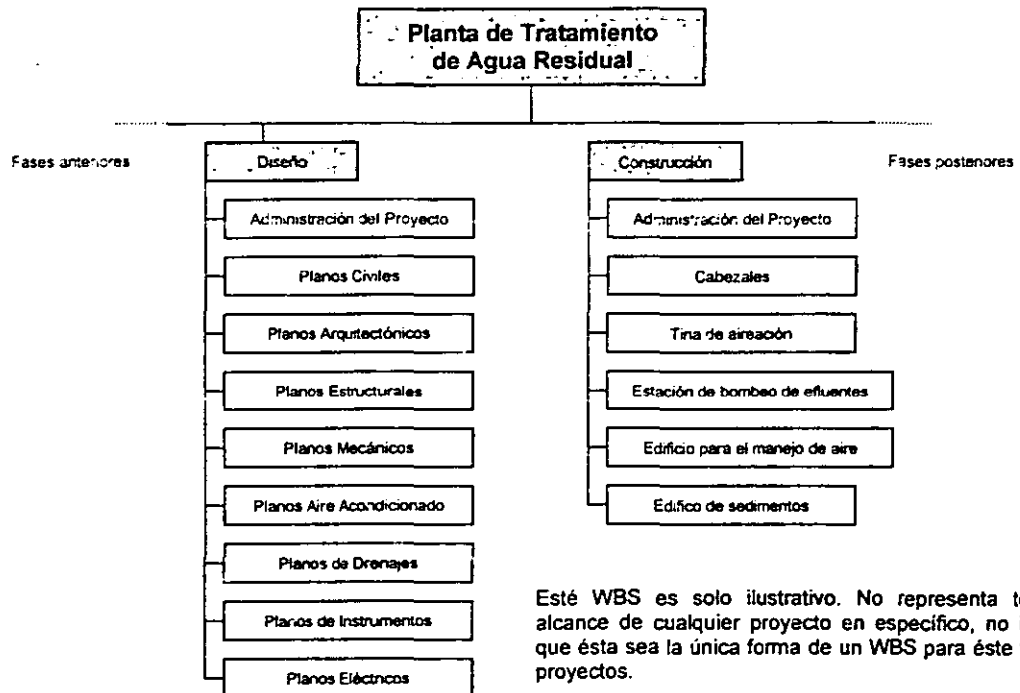 Planta de Tratamiento
de Agua Residual
Fases anteriores
Diseño
Construcción
Fases posteriores
Administración del Proyecto
Planos Civiles
Planos Arquitectónicos
Planos Estructurales
Planos Mecánicos
Planos Aire Acondicionado
Planos de Drenajes
Planos de Instrumentos
Planos Eléctricos
Administración del Proyecto
Cabezales
Tina de aireación
Estación de bombeo de efluentes
Edificio para el manejo de aire
Edifico de sedimentos
Esté WBS es solo ilustrativo. No representa
alcance de cualquier proyecto en específico, no
que ésta sea la única forma de un WBS para éste
proyectos.